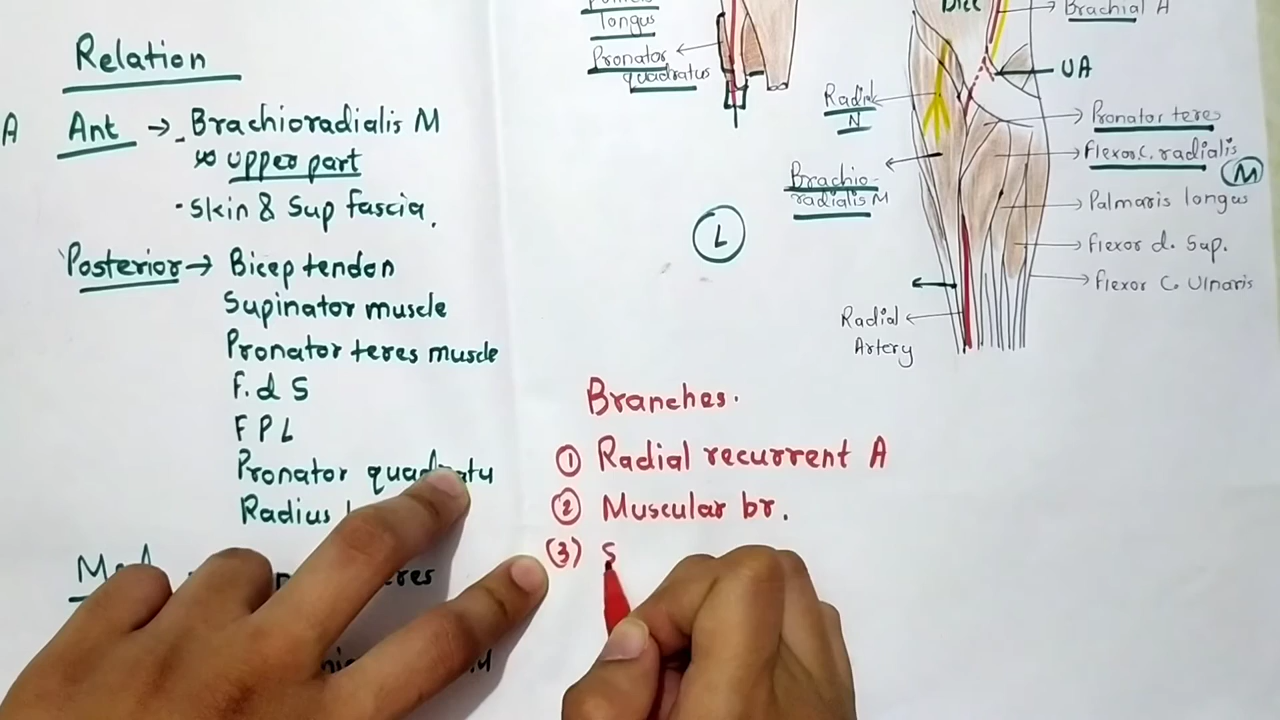 Relation
A Ant → Brachioradialis M
upper part
· Skin & Sup fascia.
Posterior → Bicep tendon
Supinator muscle
Pronator teres muscle
F. d S
F P L
Pronator
Radius
longus
Pronator
quadratus
L
Brachial A
UA
Radial
N
Pronator teres
Flexor C. radialis
M
Brachio-
radialis M
Palmaris longus
flexor d. Sup.
flexor C. Ulnaris
Radial
Artery
Branches.
① Radial recurrent A
② Muscular br.
(3) S